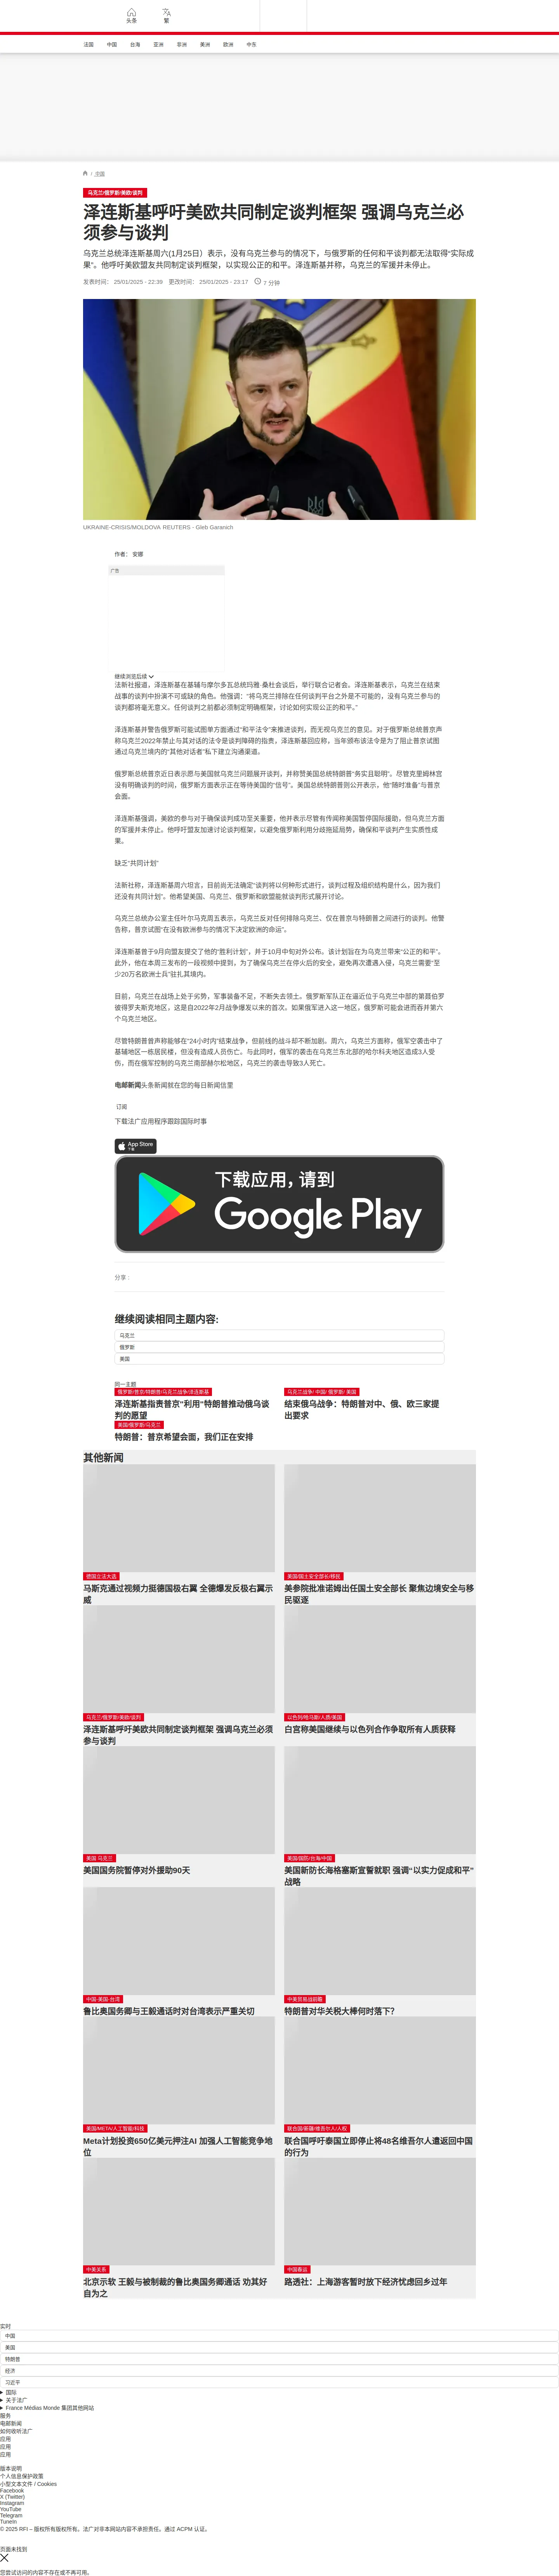 头条
繁
法国
中国
台海
亚洲
非洲
美洲
欧洲
中东
/ 中国
乌克兰/俄罗斯/美欧/谈判
泽连斯基呼吁美欧共同制定谈判框架 强调乌克兰必
须参与谈判
乌克兰总统泽连斯基周六(1月25日）表示，没有乌克兰参与的情况下，与俄罗斯的任何和平谈判都无法取得“实际成
果”。他呼吁美欧盟友共同制定谈判框架，以实现公正的和平。泽连斯基并称，乌克兰的军援并未停止。
发表时间： 25/01/2025 - 22:39 更改时间： 25/01/2025 - 23:17 7 分钟
UKRAINE-CRISIS/MOLDOVA REUTERS - Gleb Garanich
作者： 安娜
广告
继续浏览后续
法新社报道，泽连斯基在基辅与摩尔多瓦总统玛雅·桑杜会谈后，举行联合记者会。泽连斯基表示，乌克兰在结束
战事的谈判中扮演不可或缺的角色。他强调：“将乌克兰排除在任何谈判平台之外是不可能的，没有乌克兰参与的
谈判都将毫无意义。任何谈判之前都必须制定明确框架，讨论如何实现公正的和平。”
泽连斯基并警告俄罗斯可能试图单方面通过“和平法令”来推进谈判，而无视乌克兰的意见。对于俄罗斯总统普京声
称乌克兰2022年禁止与其对话的法令是谈判障碍的指责，泽连斯基回应称，当年颁布该法令是为了阻止普京试图
通过乌克兰境内的“其他对话者”私下建立沟通渠道。
俄罗斯总统普京近日表示愿与美国就乌克兰问题展开谈判，并称赞美国总统特朗普“务实且聪明”。尽管克里姆林宫
没有明确谈判的时间，俄罗斯方面表示正在等待美国的“信号”。美国总统特朗普则公开表示，他“随时准备”与普京
会面。
泽连斯基强调，美欧的参与对于确保谈判成功至关重要，他并表示尽管有传闻称美国暂停国际援助，但乌克兰方面
的军援并未停止。他呼吁盟友加速讨论谈判框架，以避免俄罗斯利用分歧拖延局势，确保和平谈判产生实质性成
果。
缺乏“共同计划”
法新社称，泽连斯基周六坦言，目前尚无法确定“谈判将以何种形式进行，谈判过程及组织结构是什么，因为我们
还没有共同计划”。他希望美国、乌克兰、俄罗斯和欧盟能就谈判形式展开讨论。
乌克兰总统办公室主任叶尔马克周五表示，乌克兰反对任何排除乌克兰、仅在普京与特朗普之间进行的谈判。他警
告称，普京试图“在没有欧洲参与的情况下决定欧洲的命运”。
泽连斯基曾于9月向盟友提交了他的“胜利计划”，并于10月中旬对外公布。该计划旨在为乌克兰带来“公正的和平”。
此外，他在本周三发布的一段视频中提到，为了确保乌克兰在停火后的安全，避免再次遭遇入侵，乌克兰需要“至
少20万名欧洲士兵”驻扎其境内。
目前，乌克兰在战场上处于劣势，军事装备不足，不断失去领土。俄罗斯军队正在逼近位于乌克兰中部的第聂伯罗
彼得罗夫斯克地区，这是自2022年2月战争爆发以来的首次。如果俄军进入这一地区，俄罗斯可能会进而吞并第六
个乌克兰地区。
尽管特朗普曾声称能够在“24小时内”结束战争，但前线的战斗却不断加剧。周六，乌克兰方面称，俄军空袭击中了
基辅地区一栋居民楼，但没有造成人员伤亡。与此同时，俄军的袭击在乌克兰东北部的哈尔科夫地区造成3人受
伤，而在俄军控制的乌克兰南部赫尔松地区，乌克兰的袭击导致3人死亡。
电邮新闻头条新闻就在您的每日新闻信里
订阅
下载法广应用程序跟踪国际时事
App Store
下载
下载应用，请到
Google Play
分享 :
继续阅读相同主题内容:
乌克兰
俄罗斯
美国
同一主题
俄罗斯/普京/特朗普/乌克兰战争/泽连斯基
泽连斯基指责普京“利用”特朗普推动俄乌谈
判的愿望
乌克兰战争/ 中国/ 俄罗斯/ 美国
结束俄乌战争：特朗普对中、俄、欧三家提
出要求
美国/俄罗斯/乌克兰
特朗普：普京希望会面，我们正在安排
其他新闻
德国立法大选
马斯克通过视频力挺德国极右翼 全德爆发反极右翼示
威
美国/国土安全部长/移民
美参院批准诺姆出任国土安全部长 聚焦边境安全与移
民驱逐
乌克兰/俄罗斯/美欧/谈判
泽连斯基呼吁美欧共同制定谈判框架 强调乌克兰必须
参与谈判
以色列/哈马斯/人质/美国
白宫称美国继续与以色列合作争取所有人质获释
美国 马克兰
美国国务院暂停对外援助90天
美国/国防/台海/中国
美国新防长海格塞斯宣誓就职 强调“以实力促成和平”
战略
中国-美国-台湾
鲁比奥国务卿与王毅通话时对台湾表示严重关切
中美贸易战前瞻
特朗普对华关税大棒何时落下?
美国/META/人工智能/科技
Meta计划投资650亿美元押注AI 加强人工智能竞争地
位
联合国/新疆/维吾尔人/人权
联合国呼吁泰国立即停止将48名维吾尔人遣返回中国
的行为
中美关系
北京示软 王毅与被制裁的鲁比奥国务卿通话 劝其好
自为之
中国春运
路透社：上海游客暂时放下经济忧虑回乡过年
实时
中国
美国
特朗普
经济
习近平
国际
关于法广
France Médias Monde 集团其他网站
服务
电邮新闻
如何收听法广
应用
应用
应用
版本说明
个人信息保护政策
小型文本文件 / Cookies
Facebook
X (Twitter)
Instagram
YouTube
Telegram
TuneIn
© 2025 RFI – 版权所有版权所有。法广对非本网站内容不承担责任。通过 ACPM 认证。
页面未找到
您尝试访问的内容不存在或不再可用。